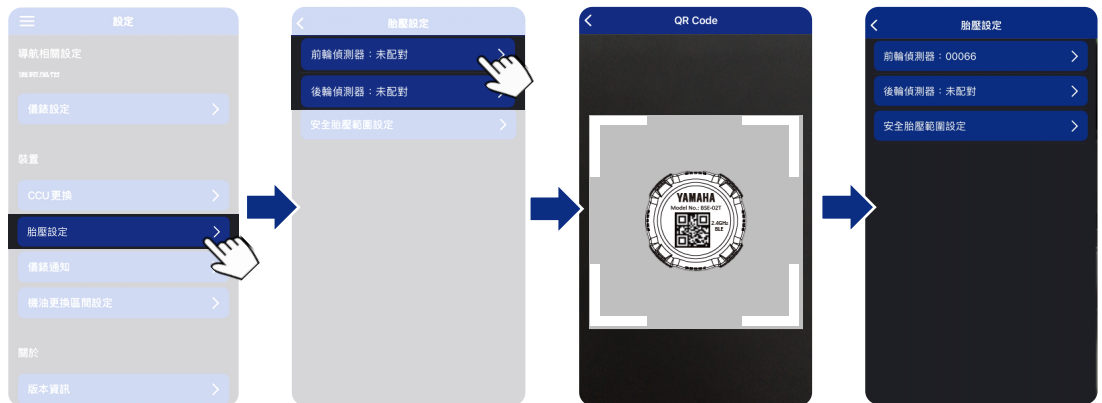 設定
導航相關設定
儀錶設定
裝置
CCU更換
胎壓設定
儀錶通知
機油更換區間設定
關於
版本資訊
胎壓設定
前輪偵測器：未配對
後輪偵測器：未配對
安全胎壓範圍設定
QR Code
YAMAHA
Model No.: BSE-02T
2.4GHz
BLE
胎壓設定
前輪偵測器：00066
後輪偵測器：未配對
安全胎壓範圍設定